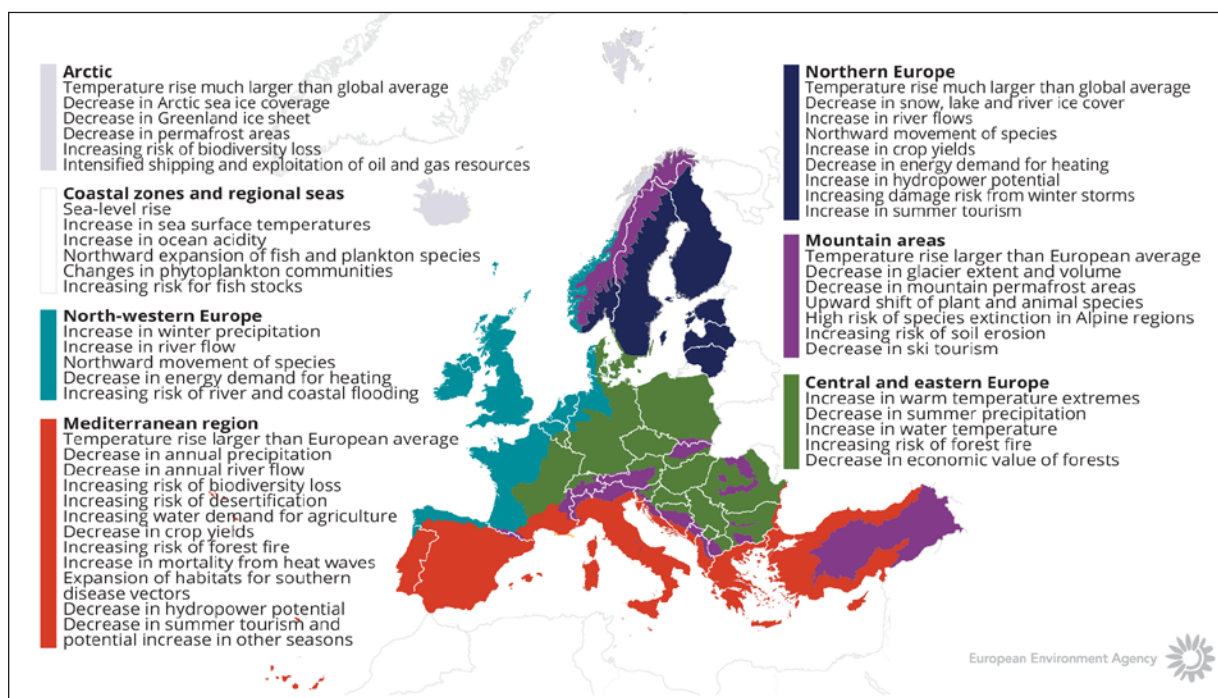 Arctic
Temperature rise much larger than global average
Decrease in Arctic sea ice coverage
Decrease in Greenland ice sheet
Decrease in permafrost areas
Increasing risk of biodiversity loss
Intensified shipping and exploitation of oil and gas resources
Coastal zones and regional seas
Sea-level rise
Increase in sea surface temperatures
Increase in ocean acidity
Northward expansion of fish and plankton species
Changes in phytoplankton communities
Increasing risk for fish stocks
North-western Europe
Increase in winter precipitation
Increase in river flow
Northward movement of species
Decrease in energy demand for heating
Increasing risk of river and coastal flooding
Mediterranean region
Temperature rise larger than European average
Decrease in annual precipitation
Decrease in annual river flow
Increasing risk of biodiversity loss
Increasing risk of desertification
Increasing water demand for agriculture
Decrease in crop yields
Increasing risk of forest fire
Increase in mortality from heat waves
Expansion of habitats for southern
disease vectors
Decrease in hydropower potential
Decrease in summer tourism and
potential increase in other seasons
Northern Europe
Temperature rise much larger than global average
Decrease in snow, lake and river ice cover
Increase in river flows
Northward movement of species
Increase in crop yields
Decrease in energy demand for heating
Increase in hydropower potential
Increasing damage risk from winter storms
Increase in summer tourism
Mountain areas
Temperature rise larger than European average
Decrease in glacier extent and volume
Decrease in mountain permafrost areas
Upward shift of plant and animal species
High risk of species extinction in Alpine regions
Increasing risk of soil erosion
Decrease in ski tourism
Central and eastern Europe
Increase in warm temperature extremes
Decrease in summer precipitation
Increase in water temperature
Increasing risk of forest fire
Decrease in economic value of forests
European Environment Agency